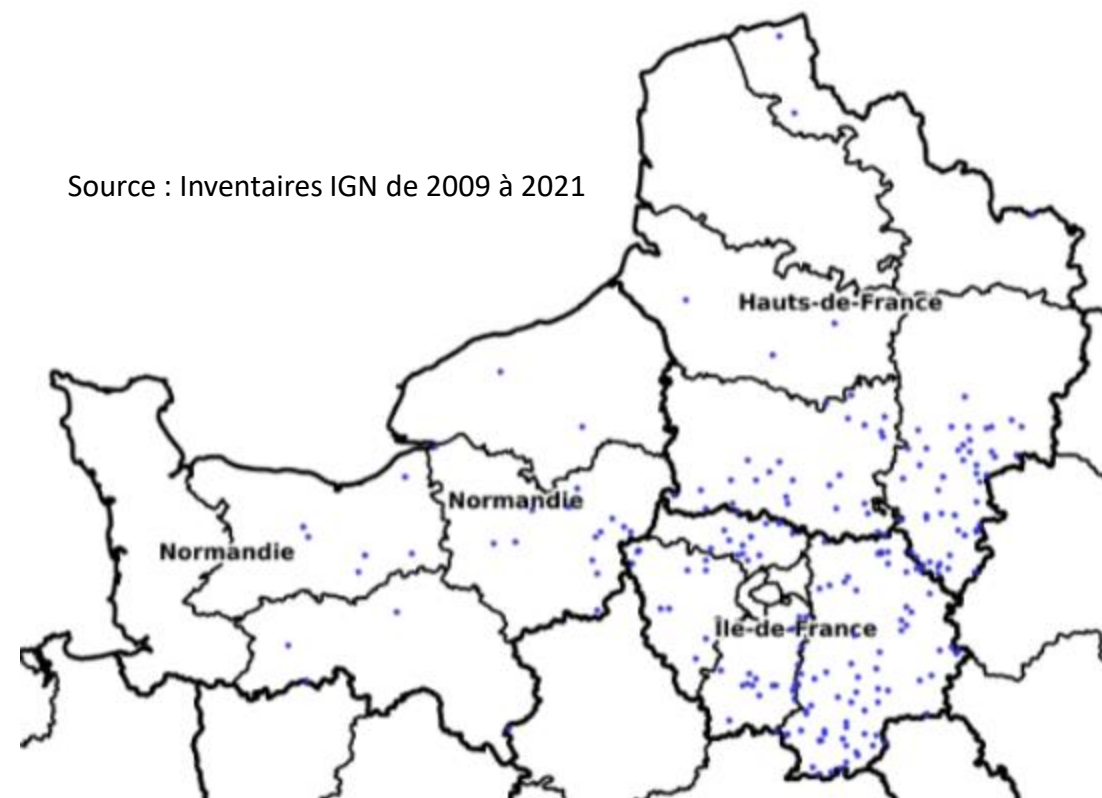 Source : Inventaires IGN de 2009 à 2021
Hauts-de-France
Normandie
Normandie
Île-de-France